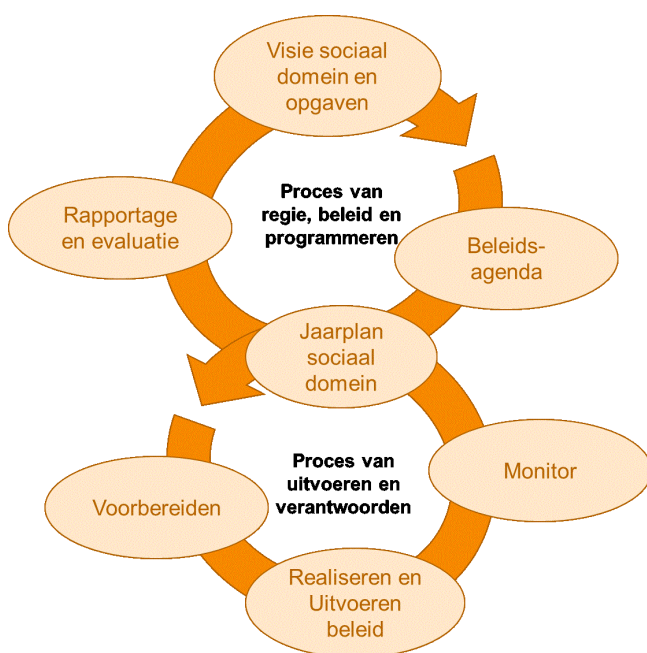 Visie sociaal
domein en
opgaven
Proces van
regie, beleid en
programmeren
Rapportage
en evaluatie
Beleids-
agenda
Jaarplan
sociaal
domein
Proces van
uitvoeren en
verantwoorden
Monitor
Voorbereiden
Realiseren en
Uitvoeren
beleid